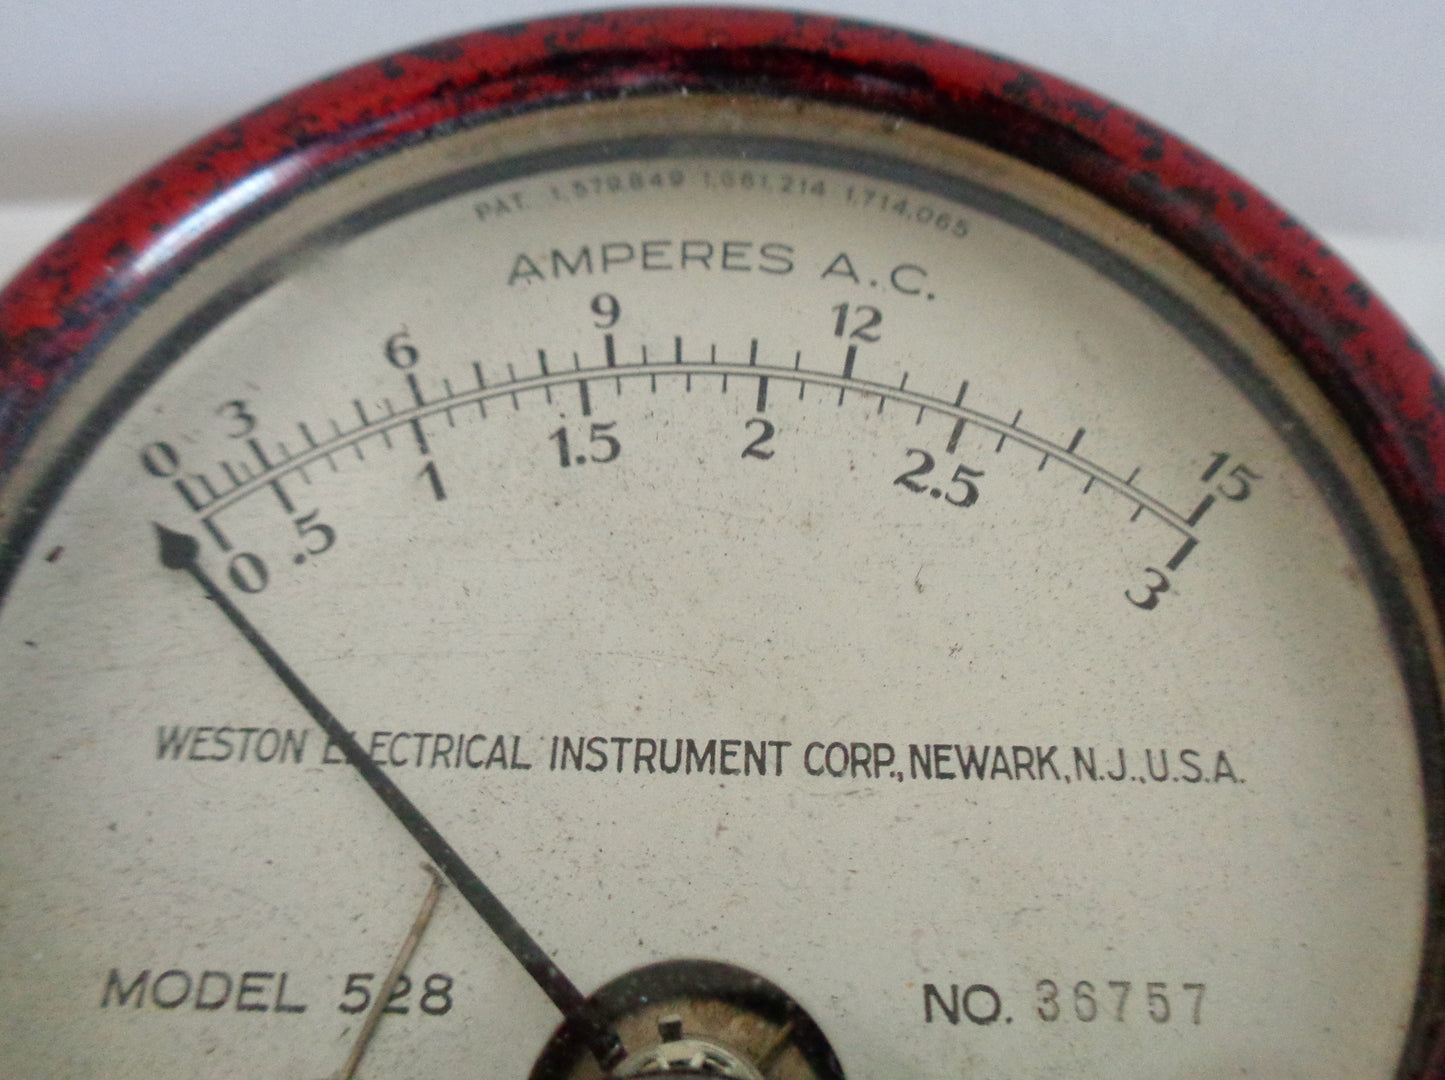 PAT. 1,579,849 1,661,214 1,714,065
AMPERES A.C.
0 3 6 9 12 15
0 .5 1 1.5 2 2.5 3
WESTON ELECTRICAL INSTRUMENT CORP., NEWARK, N.J., U.S.A.
MODEL 528
NO. 36757